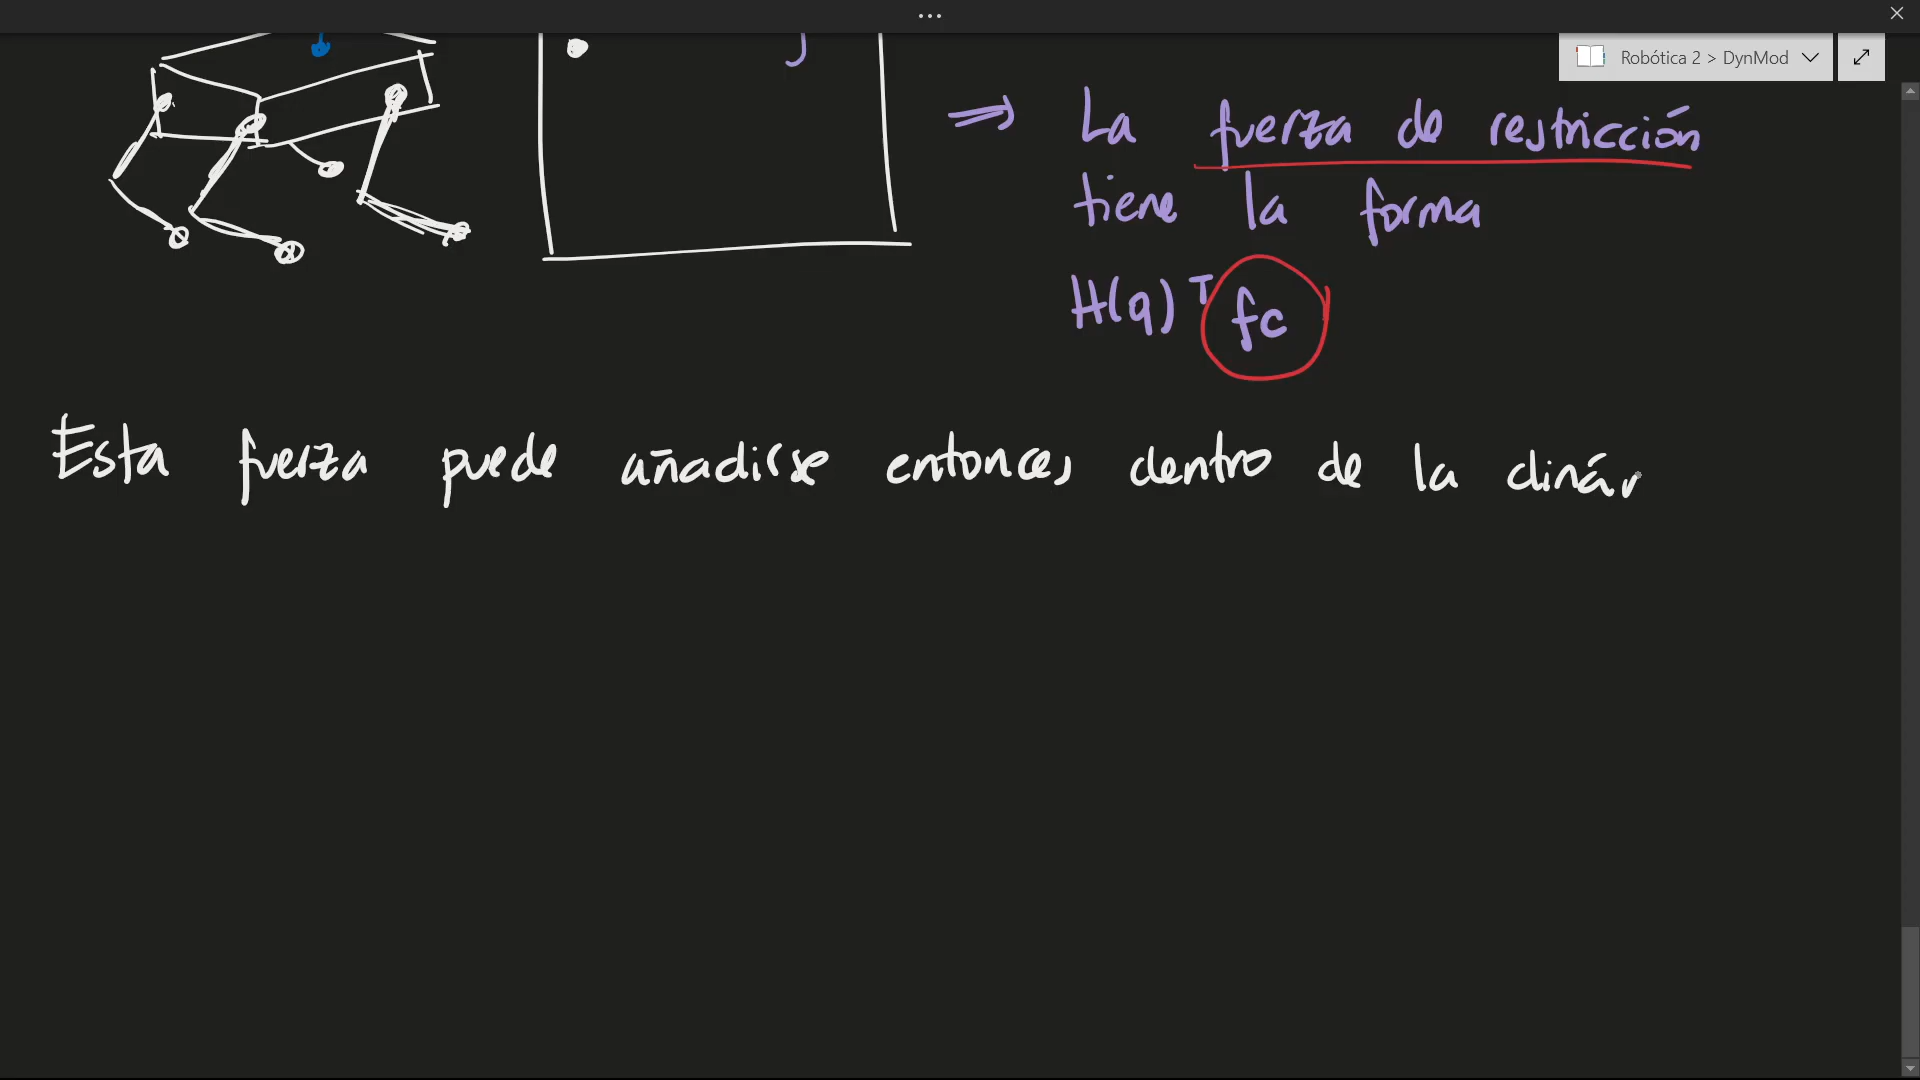 Robótica 2 > DynMod
⇒ La fuerza de restricción
tiene la forma
H(q)ᵀ fc
Esta fuerza puede añadirse entonces dentro de la dinár